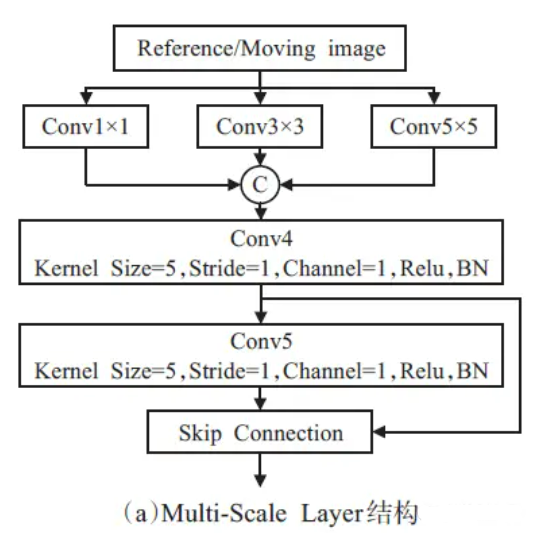 Reference/Moving image
Conv1×1 Conv3×3 Conv5×5
C
Conv4
Kernel Size=5,Stride=1,Channel=1,Relu,BN
Conv5
Kernel Size=5,Stride=1,Channel=1,Relu,BN
Skip Connection
(a)Multi-Scale Layer结构